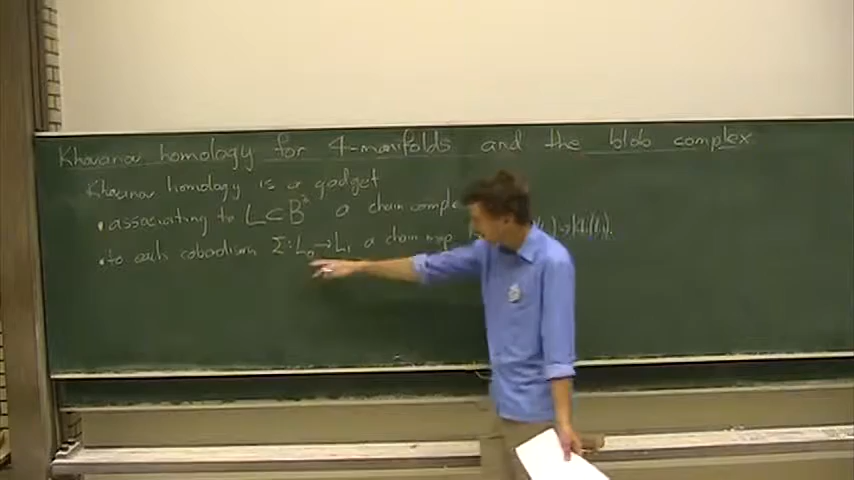 Khovanov homology for 4-manifolds and the blob complex
Khovanov homology is a gadget
• associating to L ⊂ B³ a chain comple
• to each cobordism Σ: L₀ → L₁ a chain map